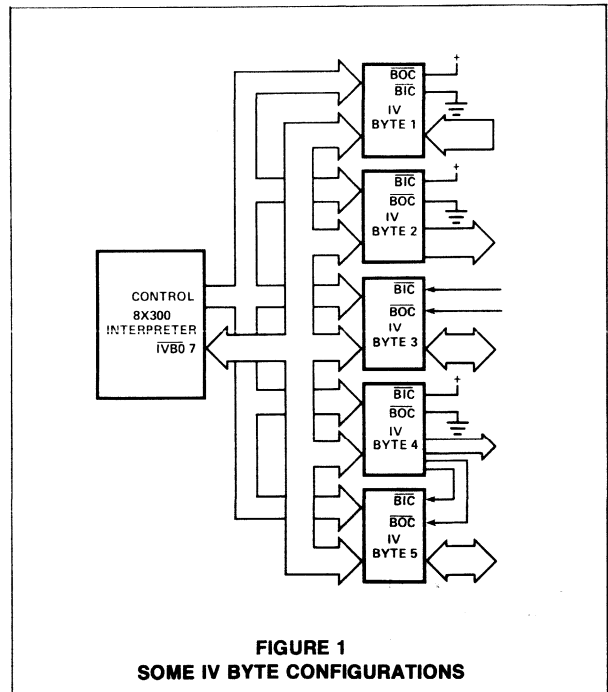 +
BOC
BIC
IV
BYTE 1
+
BIC
BOC
IV
BYTE 2
CONTROL
8X300
INTERPRETER
IVB0 7
BIC
BOC
IV
BYTE 3
+
BIC
BOC
IV
BYTE 4
BIC
BOC
IV
BYTE 5
FIGURE 1
SOME IV BYTE CONFIGURATIONS